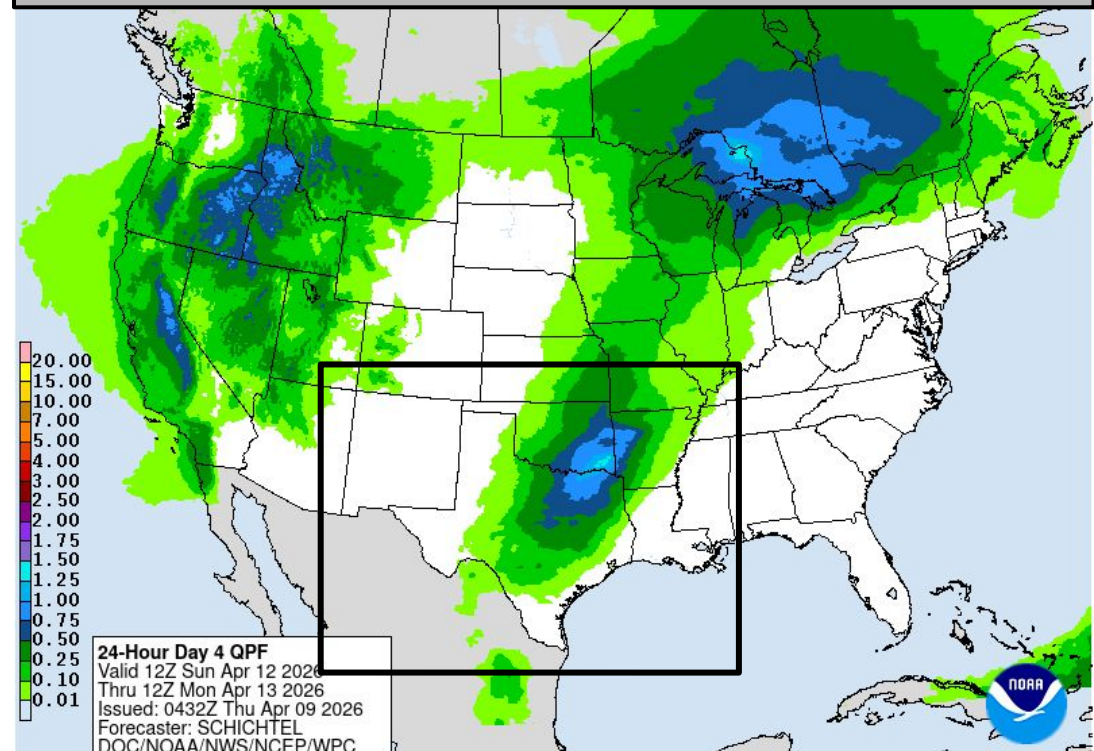 20.00
15.00
10.00
7.00
5.00
4.00
3.00
2.50
2.00
1.75
1.50
1.25
1.00
0.75
0.50
0.25
0.10
0.01
24-Hour Day 4 QPF
Valid 12Z Sun Apr 12 2026
Thru 12Z Mon Apr 13 2026
Issued: 0432Z Thu Apr 09 2026
Forecaster: SCHICHTEL
DOC/NOAA/NWS/NCEP/WPC
NOAA